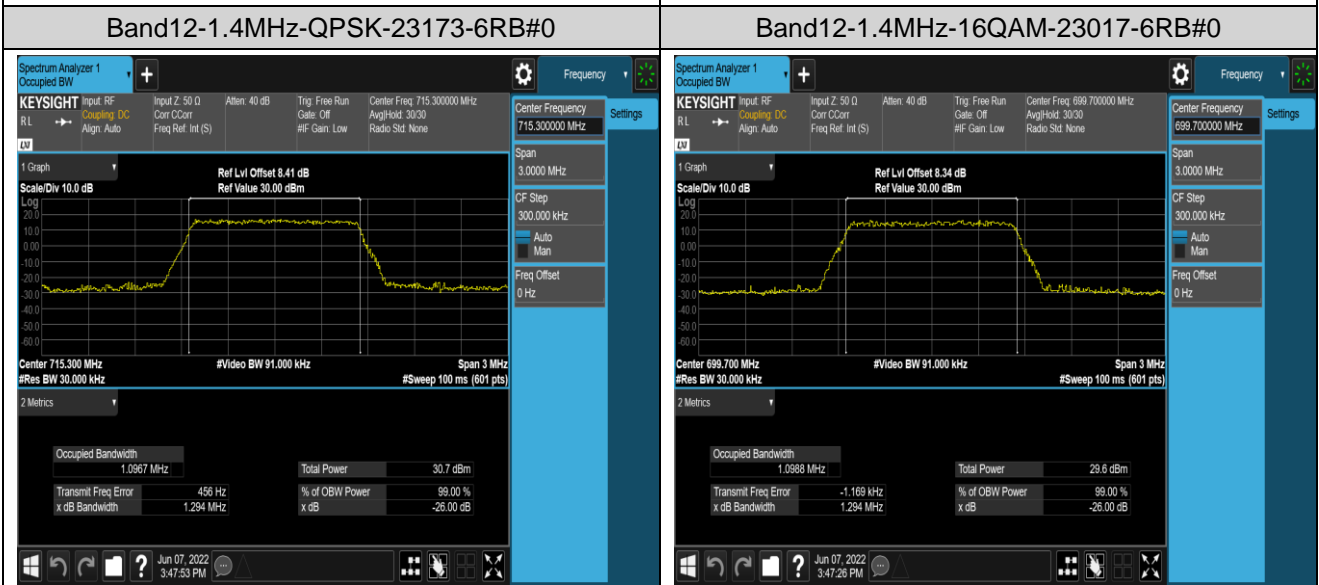 Band12-1.4MHz-QPSK-23173-6RB#0
Spectrum Analyzer 1
Occupied BW
+
Frequency
KEYSIGHT
RL
LXI
Input: RF
Coupling: DC
Align: Auto
Input Z: 50 Ω
Corr CCorr
Freq Ref: Int (S)
Atten: 40 dB
Trig: Free Run
Gate: Off
#IF Gain: Low
Center Freq: 715.300000 MHz
Avg|Hold: 30/30
Radio Std: None
Center Frequency
715.300000 MHz
Settings
Span
3.0000 MHz
CF Step
300.000 kHz
Auto
Man
Freq Offset
0 Hz
1 Graph
Scale/Div 10.0 dB
Ref Lvl Offset 8.41 dB
Ref Value 30.00 dBm
Log
20.0
10.0
0.00
-10.0
-20.0
-30.0
-40.0
-50.0
-60.0
Center 715.300 MHz
#Video BW 91.000 kHz
Span 3 MHz
#Res BW 30.000 kHz
#Sweep 100 ms (601 pts)
2 Metrics
Occupied Bandwidth
1.0967 MHz
Total Power 30.7 dBm
Transmit Freq Error 456 Hz
% of OBW Power 99.00 %
x dB Bandwidth 1.294 MHz
x dB -26.00 dB
?
Jun 07, 2022
3:47:53 PM
Band12-1.4MHz-16QAM-23017-6RB#0
Spectrum Analyzer 1
Occupied BW
+
Frequency
KEYSIGHT
RL
LXI
Input: RF
Coupling: DC
Align: Auto
Input Z: 50 Ω
Corr CCorr
Freq Ref: Int (S)
Atten: 40 dB
Trig: Free Run
Gate: Off
#IF Gain: Low
Center Freq: 699.700000 MHz
Avg|Hold: 30/30
Radio Std: None
Center Frequency
699.700000 MHz
Settings
Span
3.0000 MHz
CF Step
300.000 kHz
Auto
Man
Freq Offset
0 Hz
1 Graph
Scale/Div 10.0 dB
Ref Lvl Offset 8.34 dB
Ref Value 30.00 dBm
Log
20.0
10.0
0.00
-10.0
-20.0
-30.0
-40.0
-50.0
-60.0
Center 699.700 MHz
#Video BW 91.000 kHz
Span 3 MHz
#Res BW 30.000 kHz
#Sweep 100 ms (601 pts)
2 Metrics
Occupied Bandwidth
1.0988 MHz
Total Power 29.6 dBm
Transmit Freq Error -1.169 kHz
% of OBW Power 99.00 %
x dB Bandwidth 1.294 MHz
x dB -26.00 dB
?
Jun 07, 2022
3:47:26 PM